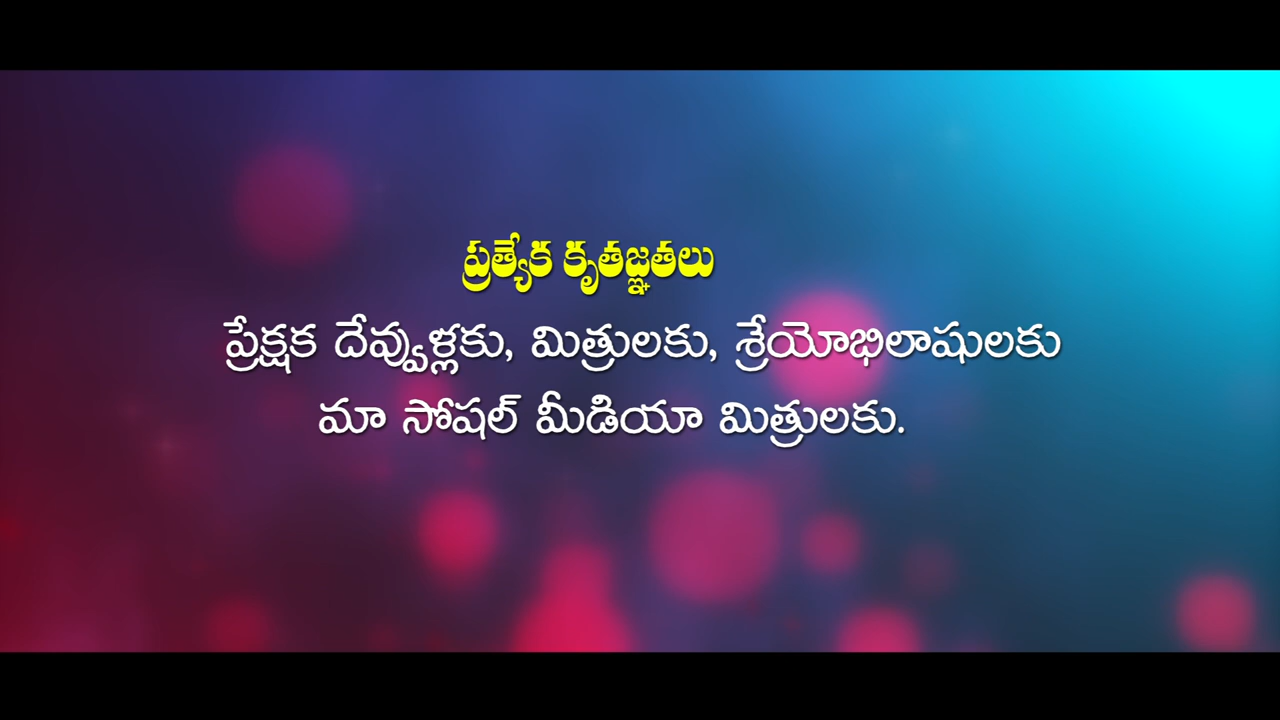 ప్రత్యేక కృతజ్ఞతలు
ప్రేక్షక దేవ్వుళ్లకు, మిత్రులకు, శ్రేయోభిలాషులకు
మా సోషల్ మీడియా మిత్రులకు.